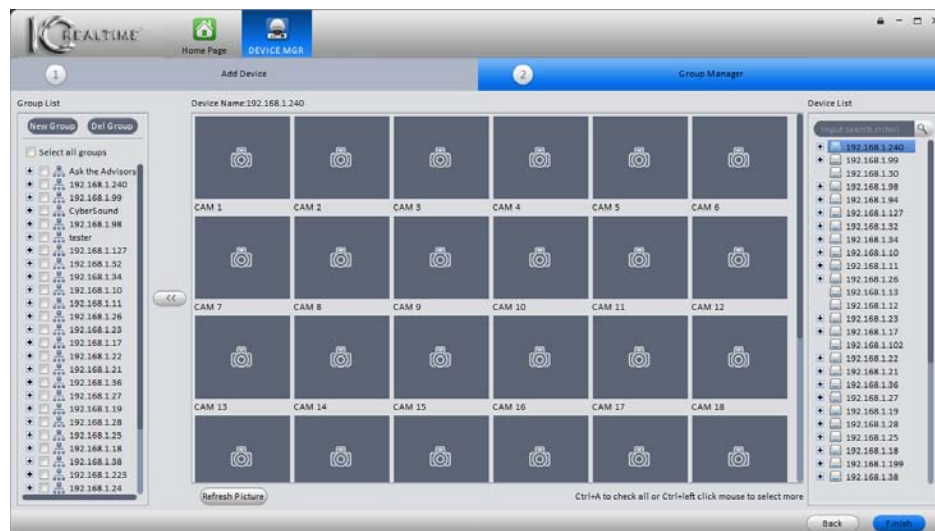 IC REALTIME
Home Page
DEVICE MGR
1 Add Device
2 Group Manager
Group List
New Group Del Group
Select all groups
Ask the Advisors
192.168.1.240
192.168.1.99
CyberSound
192.168.1.98
tester
192.168.1.127
192.168.1.32
192.168.1.34
192.168.1.10
192.168.1.11
192.168.1.26
192.168.1.23
192.168.1.17
192.168.1.22
192.168.1.21
192.168.1.36
192.168.1.27
192.168.1.19
192.168.1.28
192.168.1.25
192.168.1.18
192.168.1.38
192.168.1.223
192.168.1.24
<<
Device Name:192.168.1.240
CAM 1 CAM 2 CAM 3 CAM 4 CAM 5 CAM 6
CAM 7 CAM 8 CAM 9 CAM 10 CAM 11 CAM 12
CAM 13 CAM 14 CAM 15 CAM 16 CAM 17 CAM 18
Refresh Picture
Ctrl+A to check all or Ctrl+left click mouse to select more
Device List
Input search
192.168.1.240
192.168.1.99
192.168.1.30
192.168.1.98
192.168.1.94
192.168.1.127
192.168.1.32
192.168.1.34
192.168.1.10
192.168.1.11
192.168.1.26
192.168.1.13
192.168.1.12
192.168.1.23
192.168.1.17
192.168.1.102
192.168.1.22
192.168.1.21
192.168.1.36
192.168.1.27
192.168.1.19
192.168.1.28
192.168.1.25
192.168.1.18
192.168.1.199
192.168.1.38
Back
Finish